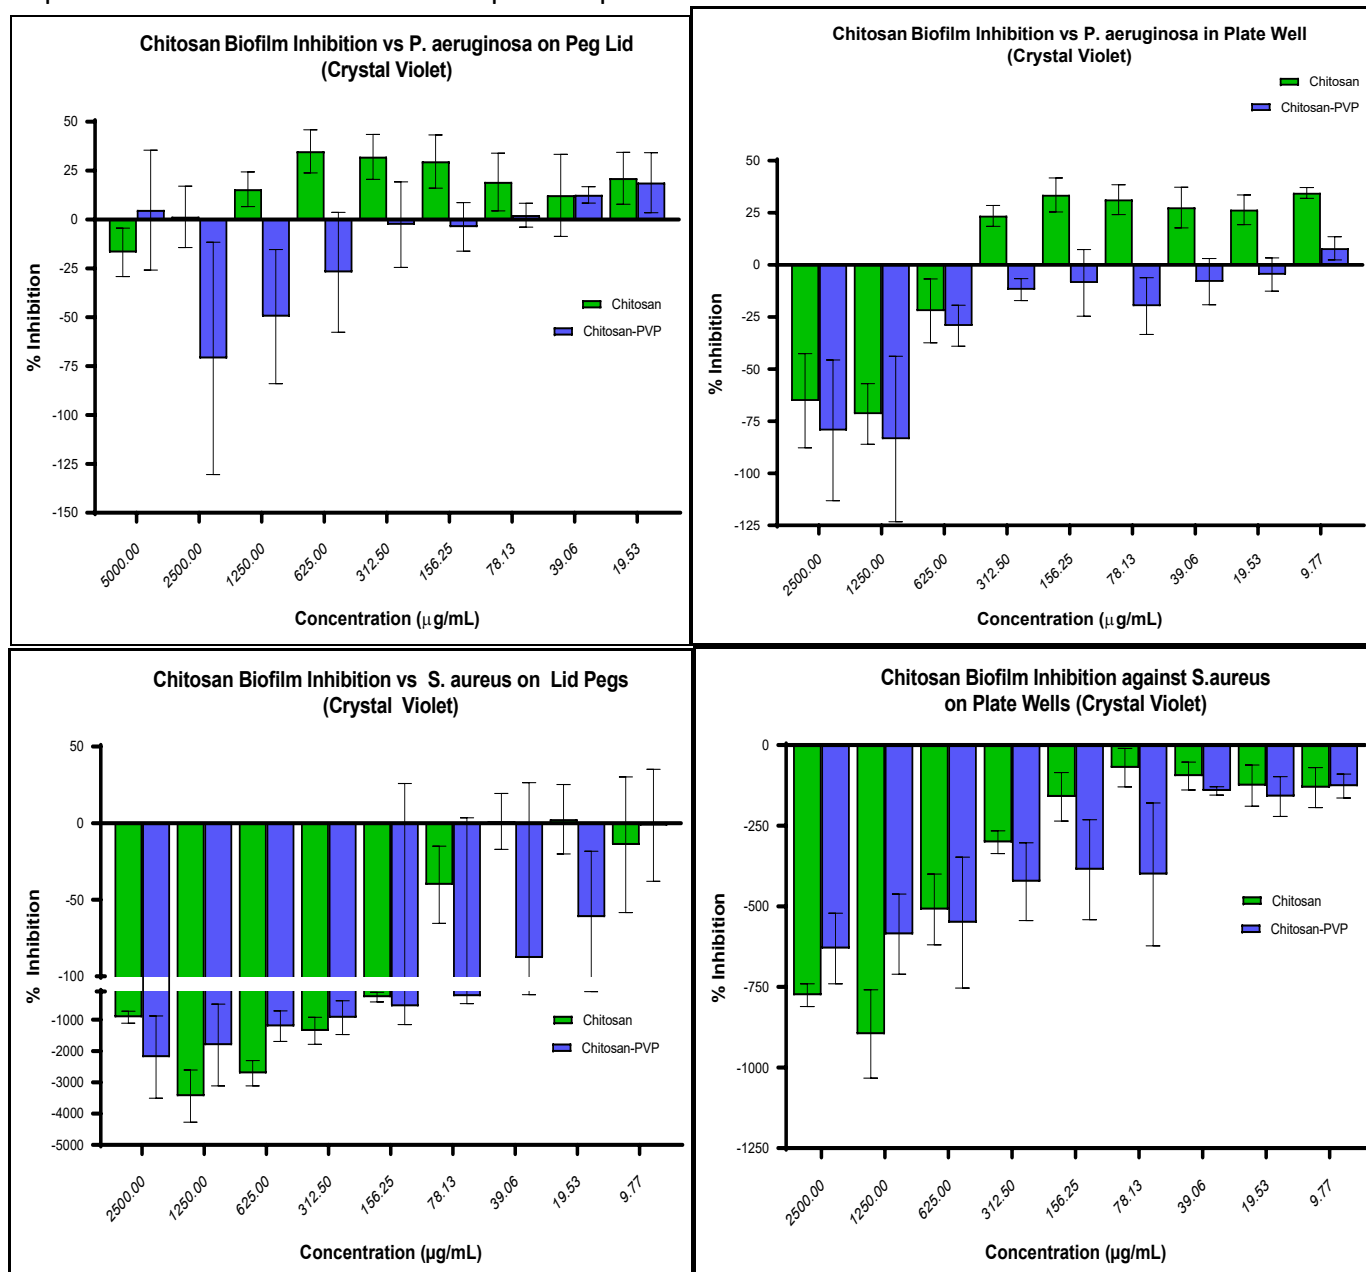 Chitosan Biofilm Inhibition vs P. aeruginosa on Peg Lid
(Crystal Violet)
50
25
0
-25
-50
-75
-100
-125
-150
% Inhibition
Chitosan
Chitosan-PVP
5000.00
2500.00
1250.00
625.00
312.50
156.25
78.13
39.06
19.53
Concentration (μg/mL)
Chitosan Biofilm Inhibition vs P. aeruginosa in Plate Well
(Crystal Violet)
Chitosan
Chitosan-PVP
50
25
0
-25
-50
-75
-100
-125
% Inhibition
2500.00
1250.00
625.00
312.50
156.25
78.13
39.06
19.53
9.77
Concentration (μg/mL)
Chitosan Biofilm Inhibition vs S. aureus on Lid Pegs
(Crystal Violet)
50
0
-50
-100
-1000
-2000
-3000
-4000
-5000
% Inhibition
Chitosan
Chitosan-PVP
2500.00
1250.00
625.00
312.50
156.25
78.13
39.06
19.53
9.77
Concentration (µg/mL)
Chitosan Biofilm Inhibition against S.aureus
on Plate Wells (Crystal Violet)
0
-250
-500
-750
-1000
-1250
% Inhibition
Chitosan
Chitosan-PVP
2500.00
1250.00
625.00
312.50
156.25
78.13
39.06
19.53
9.77
Concentration (µg/mL)